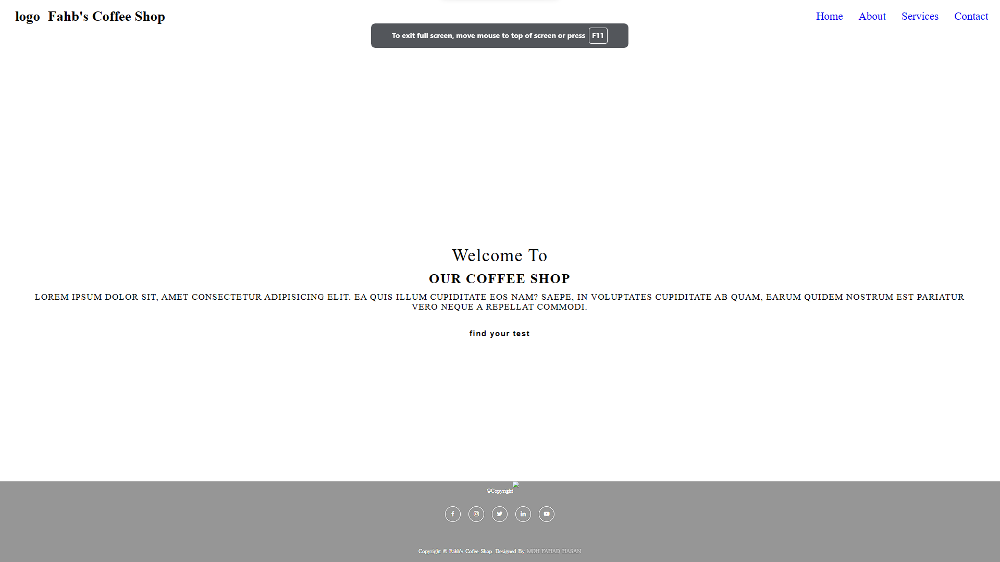 logo Fahb's Coffee Shop
Home About Services Contact
To exit full screen, move mouse to top of screen or press F11
Welcome To
OUR COFFEE SHOP
LOREM IPSUM DOLOR SIT, AMET CONSECTETUR ADIPISICING ELIT. EA QUIS ILLUM CUPIDITATE EOS NAM? SAEPE, IN VOLUPTATES CUPIDITATE AB QUAM, EARUM QUIDEM NOSTRUM EST PARIATUR
VERO NEQUE A REPELLAT COMMODI.
find your test
©Copyright
Copyright © Fahb's Cofee Shop. Designed By MOH FAHAD HASAN